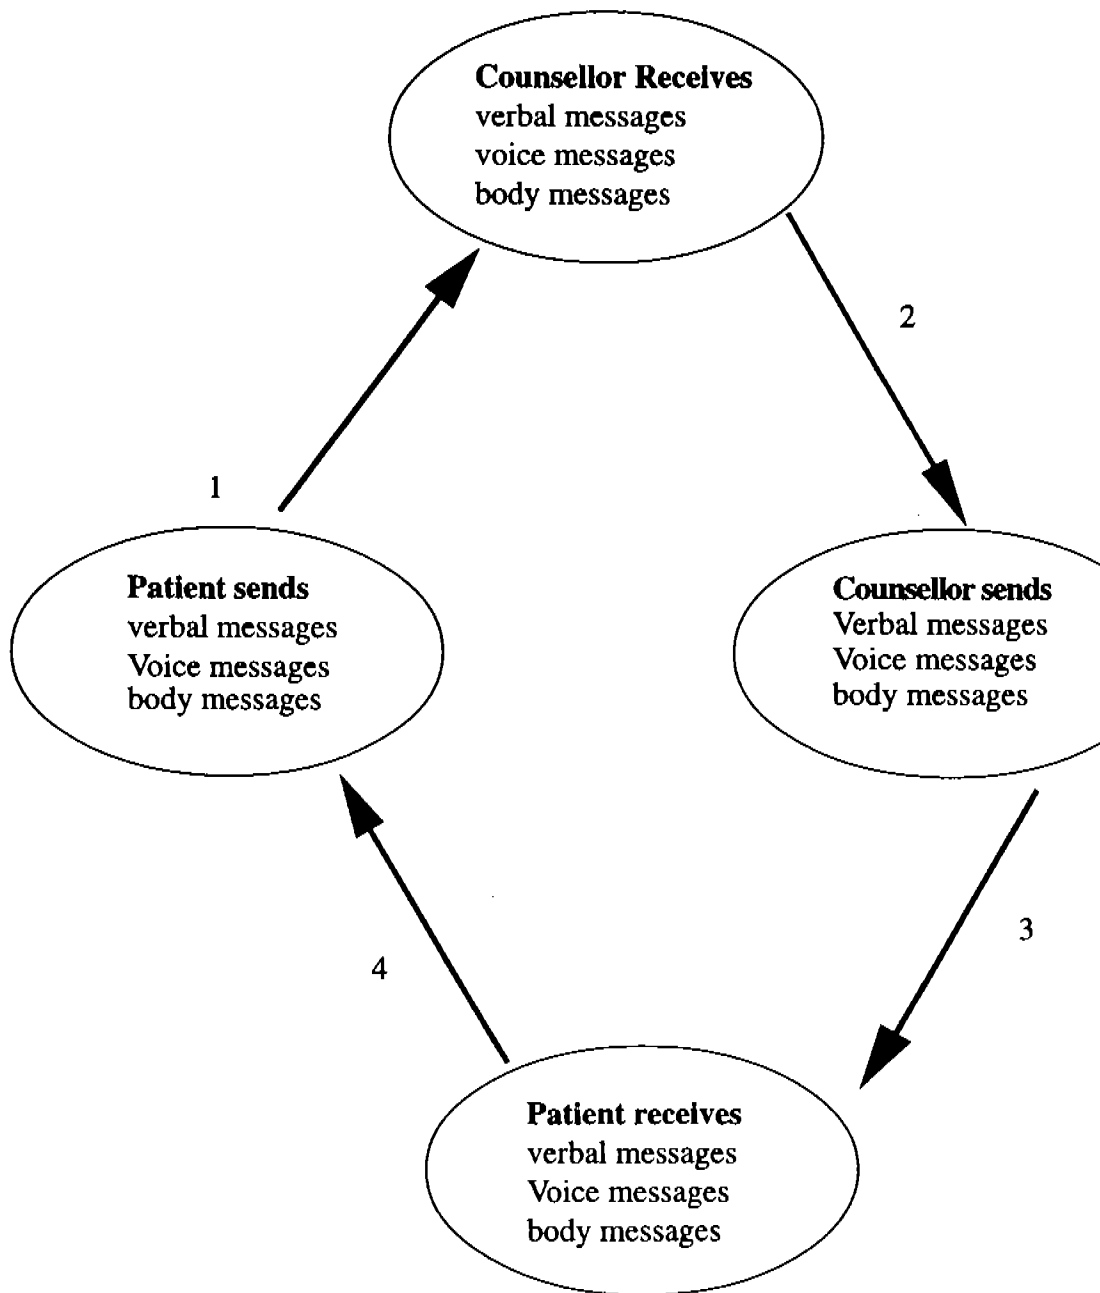 Counsellor Receives
verbal messages
voice messages
body messages
2
1
Patient sends
verbal messages
Voice messages
body messages
Counsellor sends
Verbal messages
Voice messages
body messages
3
4
Patient receives
verbal messages
Voice messages
body messages